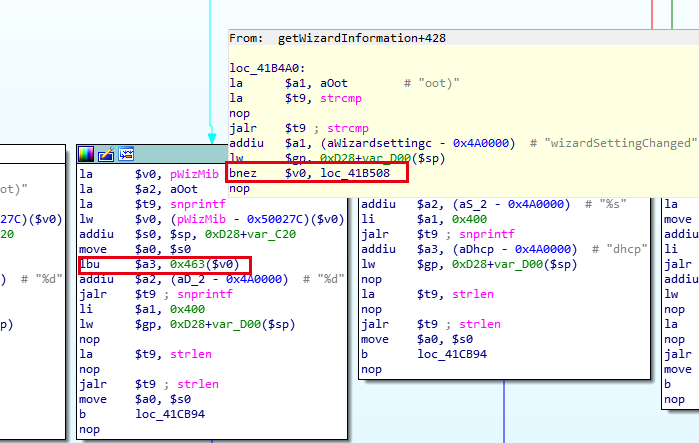 From: getWizardInformation+428
loc_41B4A0:
la $a1, aOot # "oot)"
la $t9, strcmp
nop
jalr $t9 ; strcmp
addiu $a1, (aWizardsettingc - 0x4A0000) # "wizardSettingChanged"
lw $gp, 0xD28+var_D00($sp)
bnez $v0, loc_41B508
nop
oot)"
27C)($v0)
C20
) # "%d"
p)
la $v0, pWizMib
la $a2, aOot
la $t9, snprintf
lw $v0, (pWizMib - 0x50027C)($v0)
addiu $s0, $sp, 0xD28+var_C20
move $a0, $s0
lbu $a3, 0x463($v0)
addiu $a2, (aD_2 - 0x4A0000) # "%d"
jalr $t9 ; snprintf
li $a1, 0x400
lw $gp, 0xD28+var_D00($sp)
nop
la $t9, strlen
nop
jalr $t9 ; strlen
move $a0, $s0
b loc_41CB94
nop
addiu $a2, (aS_2 - 0x4A0000) # "%s"
li $a1, 0x400
jalr $t9 ; snprintf
addiu $a3, (aDhcp - 0x4A0000) # "dhcp"
lw $gp, 0xD28+var_D00($sp)
nop
la $t9, strlen
nop
jalr $t9 ; strlen
move $a0, $s0
b loc_41CB94
nop
la
move
addiu
li
jalr
addiu
lw
nop
la
nop
jalr
move
b
nop